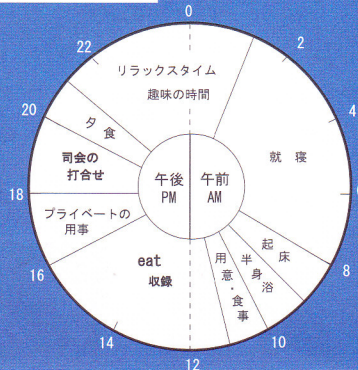 0
2
4
8
10
12
14
16
18
20
22
リラックスタイム
趣味の時間
就 寝
起床
半身浴
用意・食事
eat
収録
プライベートの
用事
司会の
打合せ
夕 食
午後
PM
午前
AM